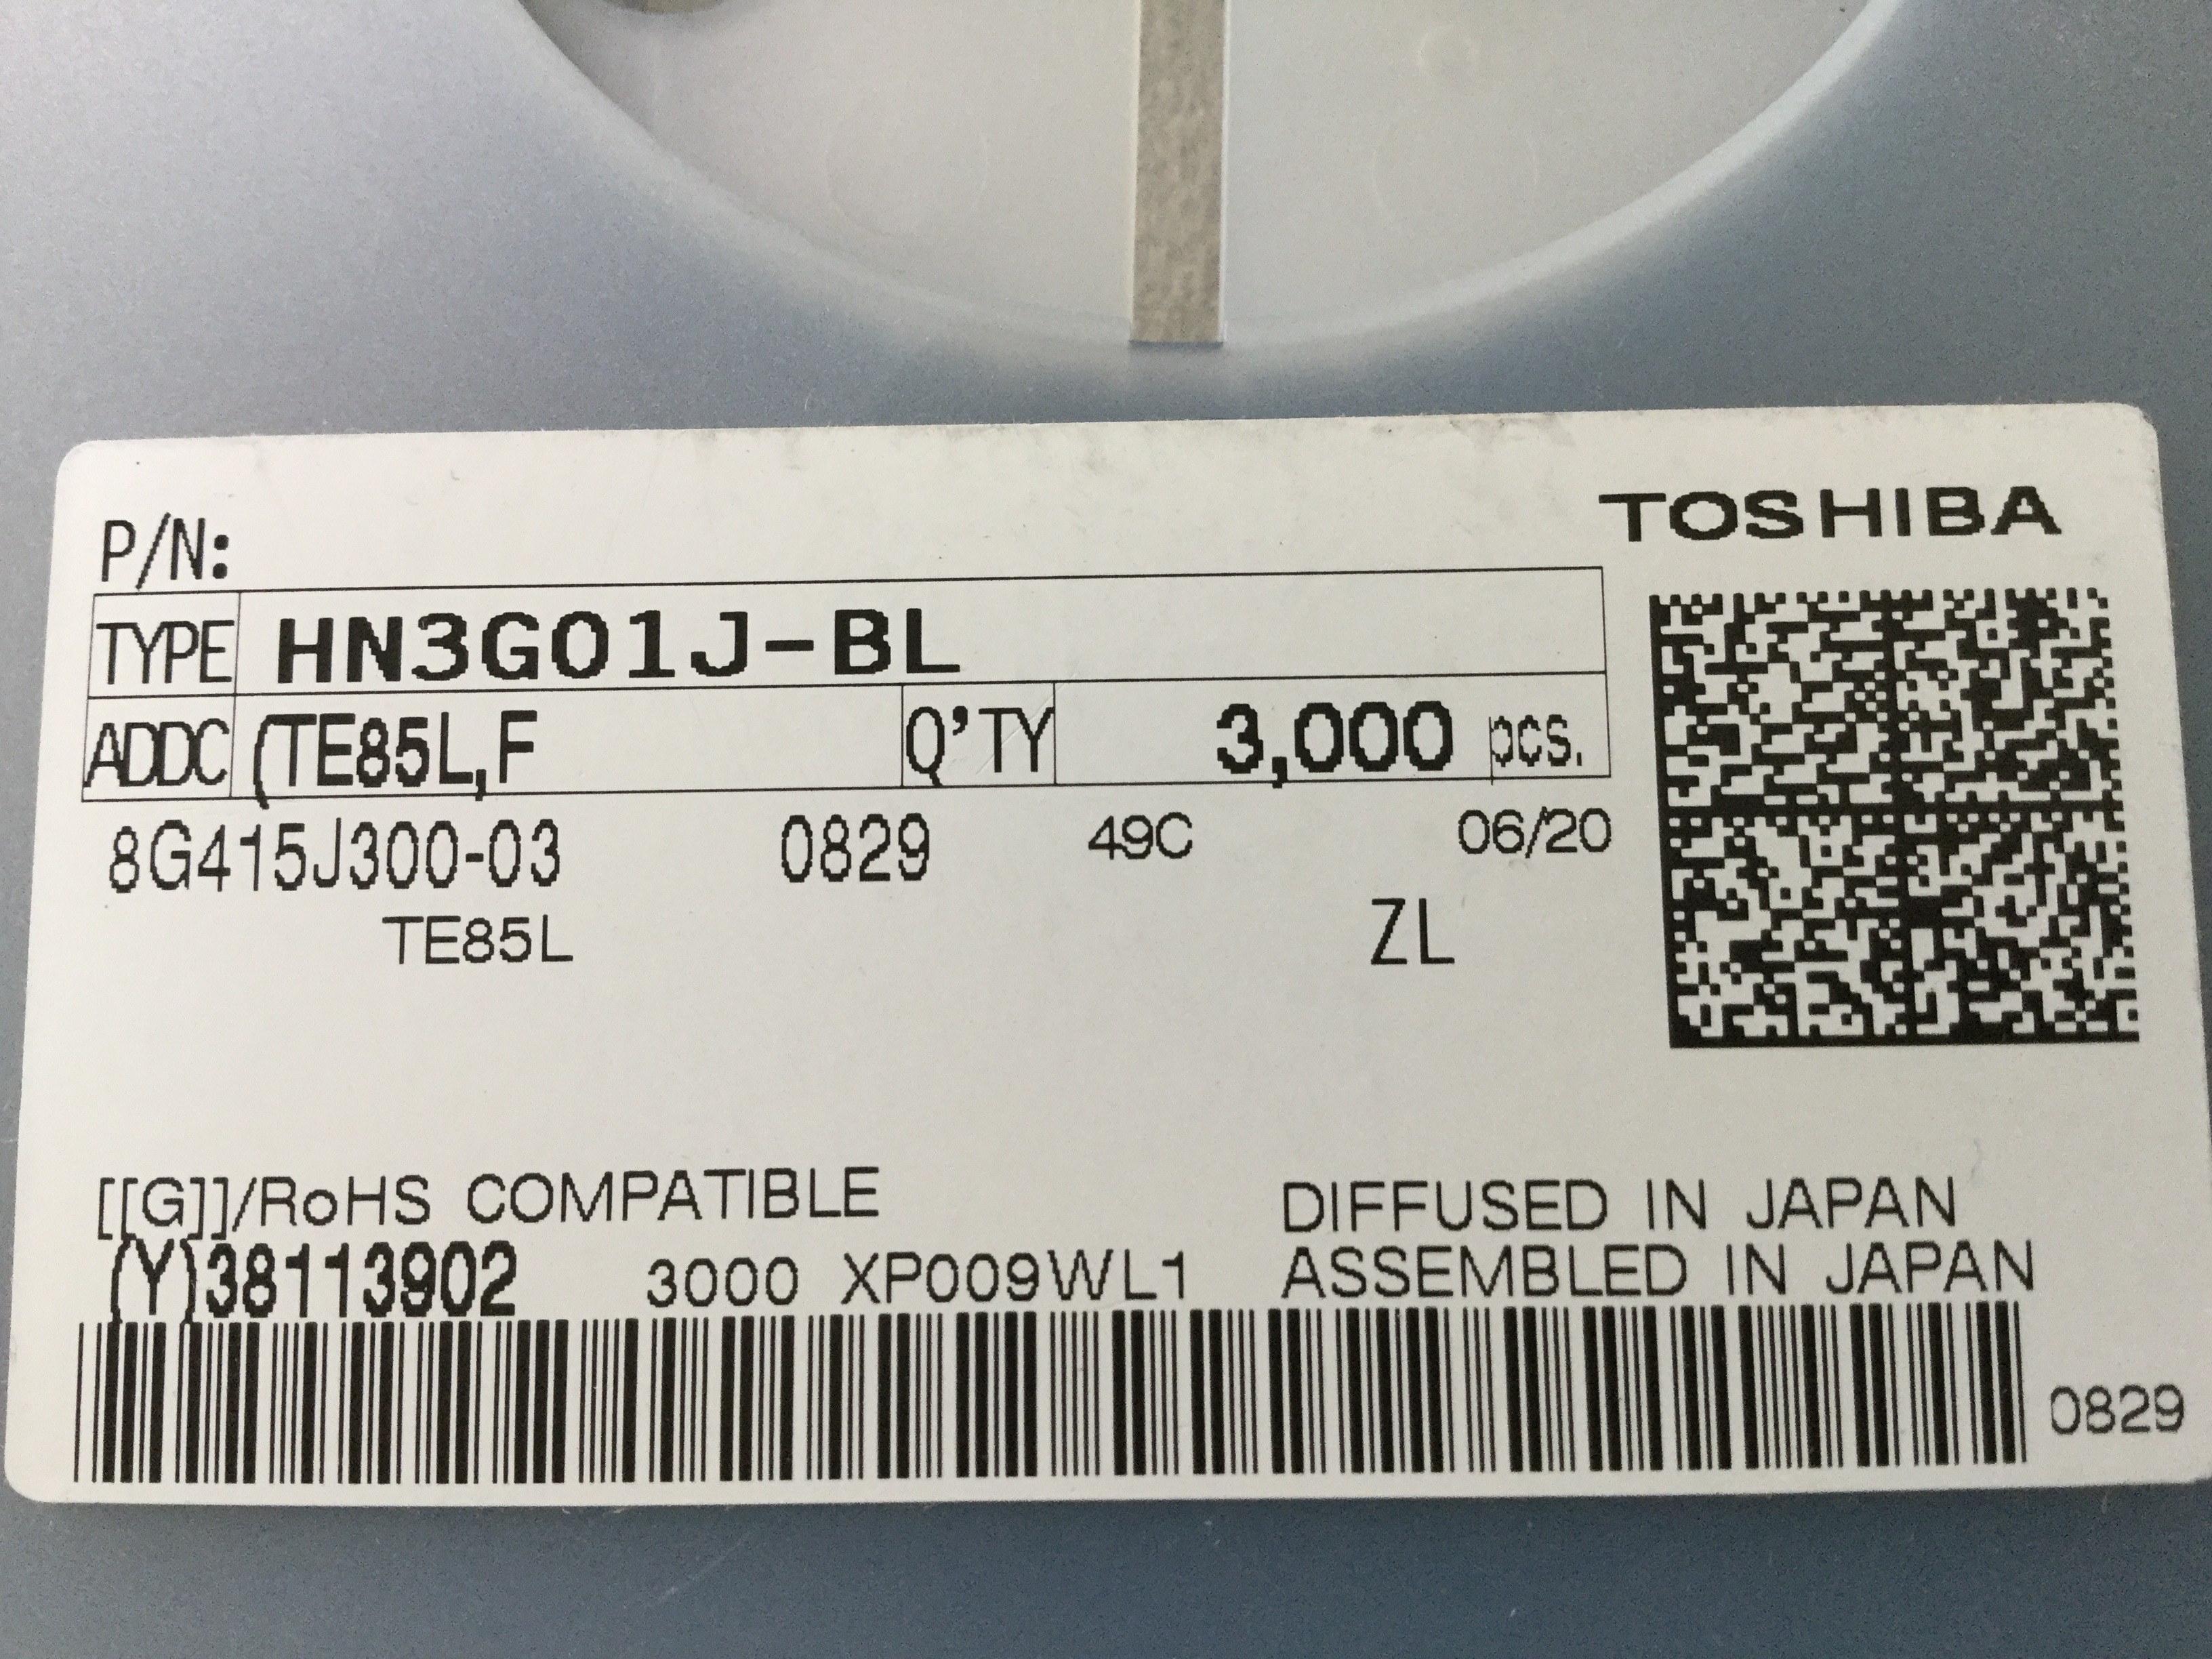 TOSHIBA
P/N:
TYPE HN3G01J-BL
ADDC (TE85L,F Q'TY 3,000 pcs.
8G415J300-03 0829 49C 06/20
TE85L ZL
[[G]]/RoHS COMPATIBLE DIFFUSED IN JAPAN
(Y)38113902 3000 XP009WL1 ASSEMBLED IN JAPAN
0829